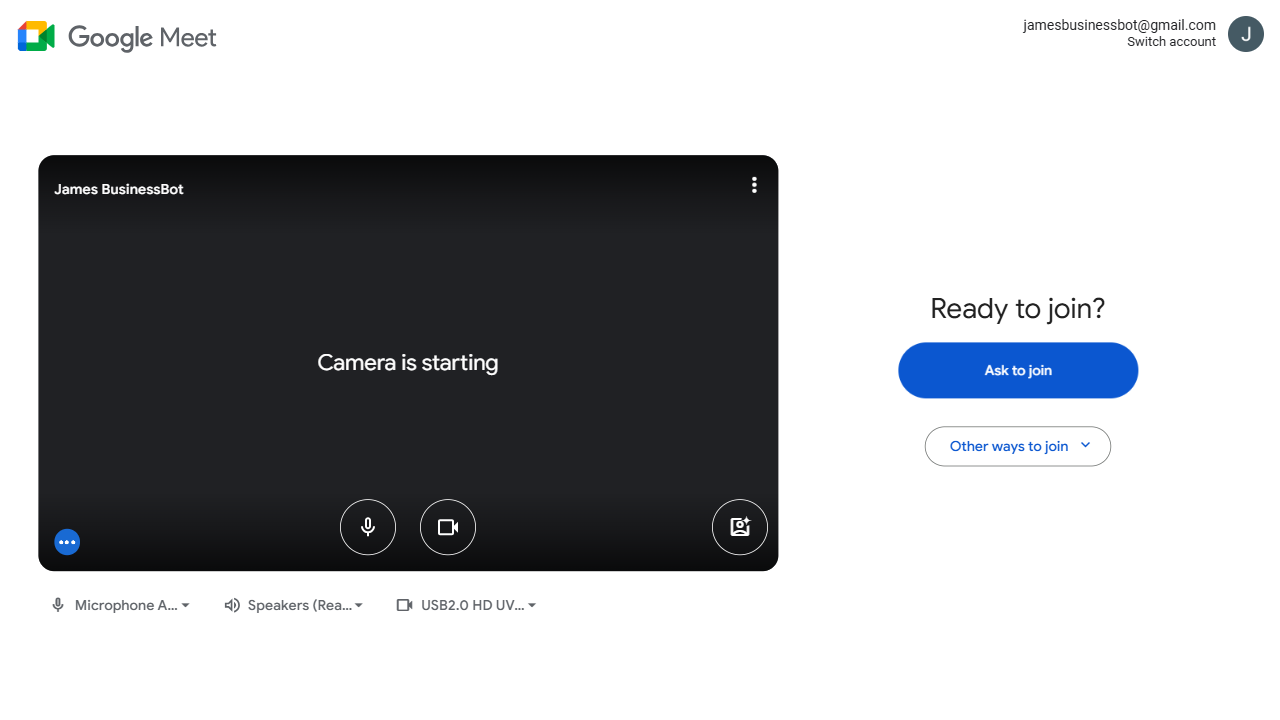 Google Meet
jamesbusinessbot@gmail.com
Switch account
J
James BusinessBot
Camera is starting
Ready to join?
Ask to join
Other ways to join
Microphone A...
Speakers (Rea...
USB2.0 HD UV...